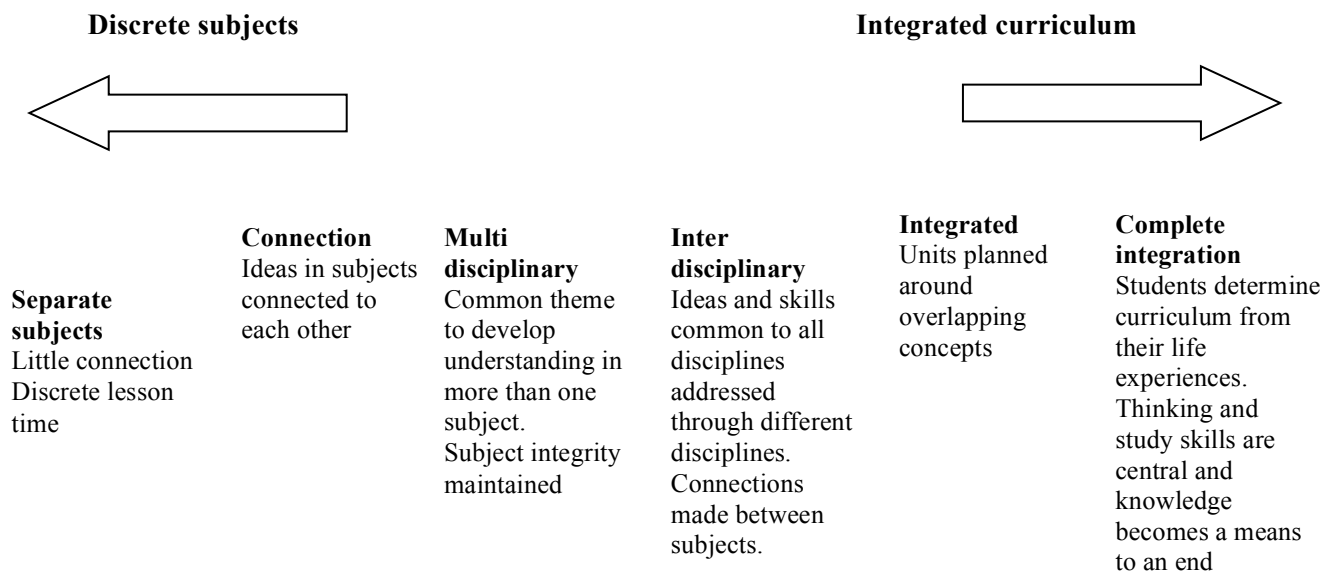 Discrete subjects
Integrated curriculum
Separate
subjects
Little connection
Discrete lesson
time
Connection
Ideas in subjects
connected to
each other
Multi
disciplinary
Common theme
to develop
understanding in
more than one
subject.
Subject integrity
maintained
Inter
disciplinary
Ideas and skills
common to all
disciplines
addressed
through different
disciplines.
Connections
made between
subjects.
Integrated
Units planned
around
overlapping
concepts
Complete
integration
Students determine
curriculum from
their life
experiences.
Thinking and
study skills are
central and
knowledge
becomes a means
to an end